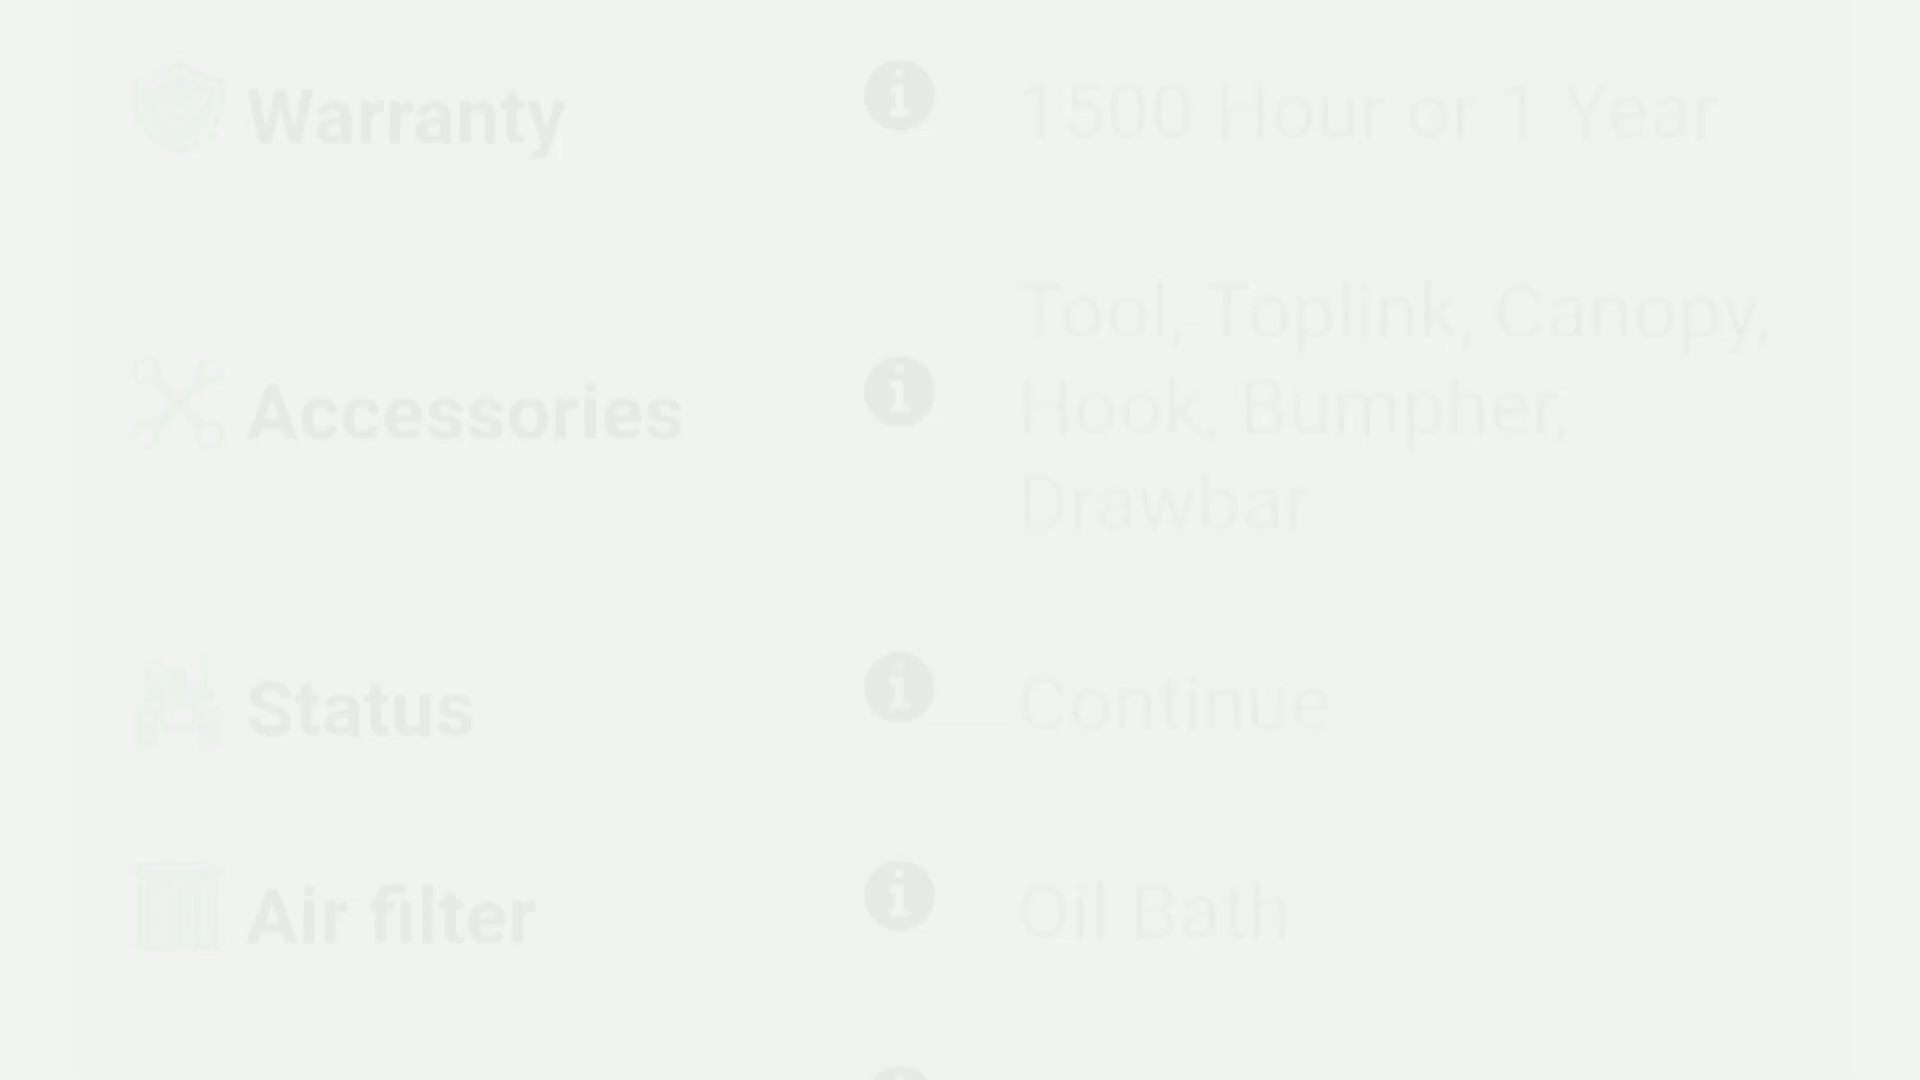 Warranty 1500 Hour or 1 Year
Tool, Toplink, Canopy,
Accessories Hook, Bumpher,
Drawbar
Status Continue
Air filter Oil Bath